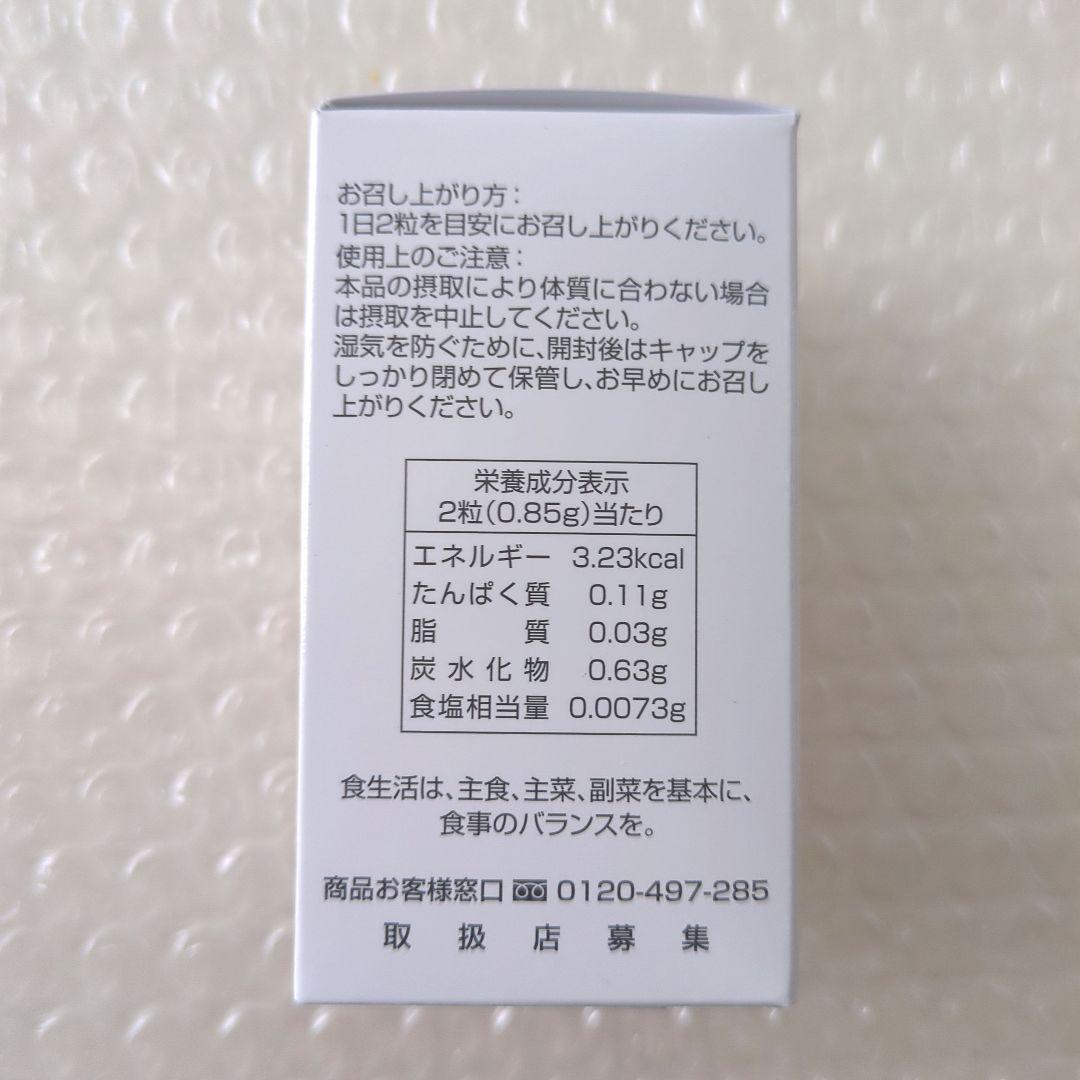 お召し上がり方：
1日2粒を目安にお召し上がりください。
使用上のご注意：
本品の摂取により体質に合わない場合
は摂取を中止してください。
湿気を防ぐために、開封後はキャップを
しっかり閉めて保管し、お早めにお召し
上がりください。
栄養成分表示
2粒(0.85g)当たり
エネルギー 3.23kcal
たんぱく質 0.11g
脂質 0.03g
炭水化物 0.63g
食塩相当量 0.0073g
食生活は、主食、主菜、副菜を基本に、
食事のバランスを。
商品お客様窓口 0120-497-285
取扱店募集